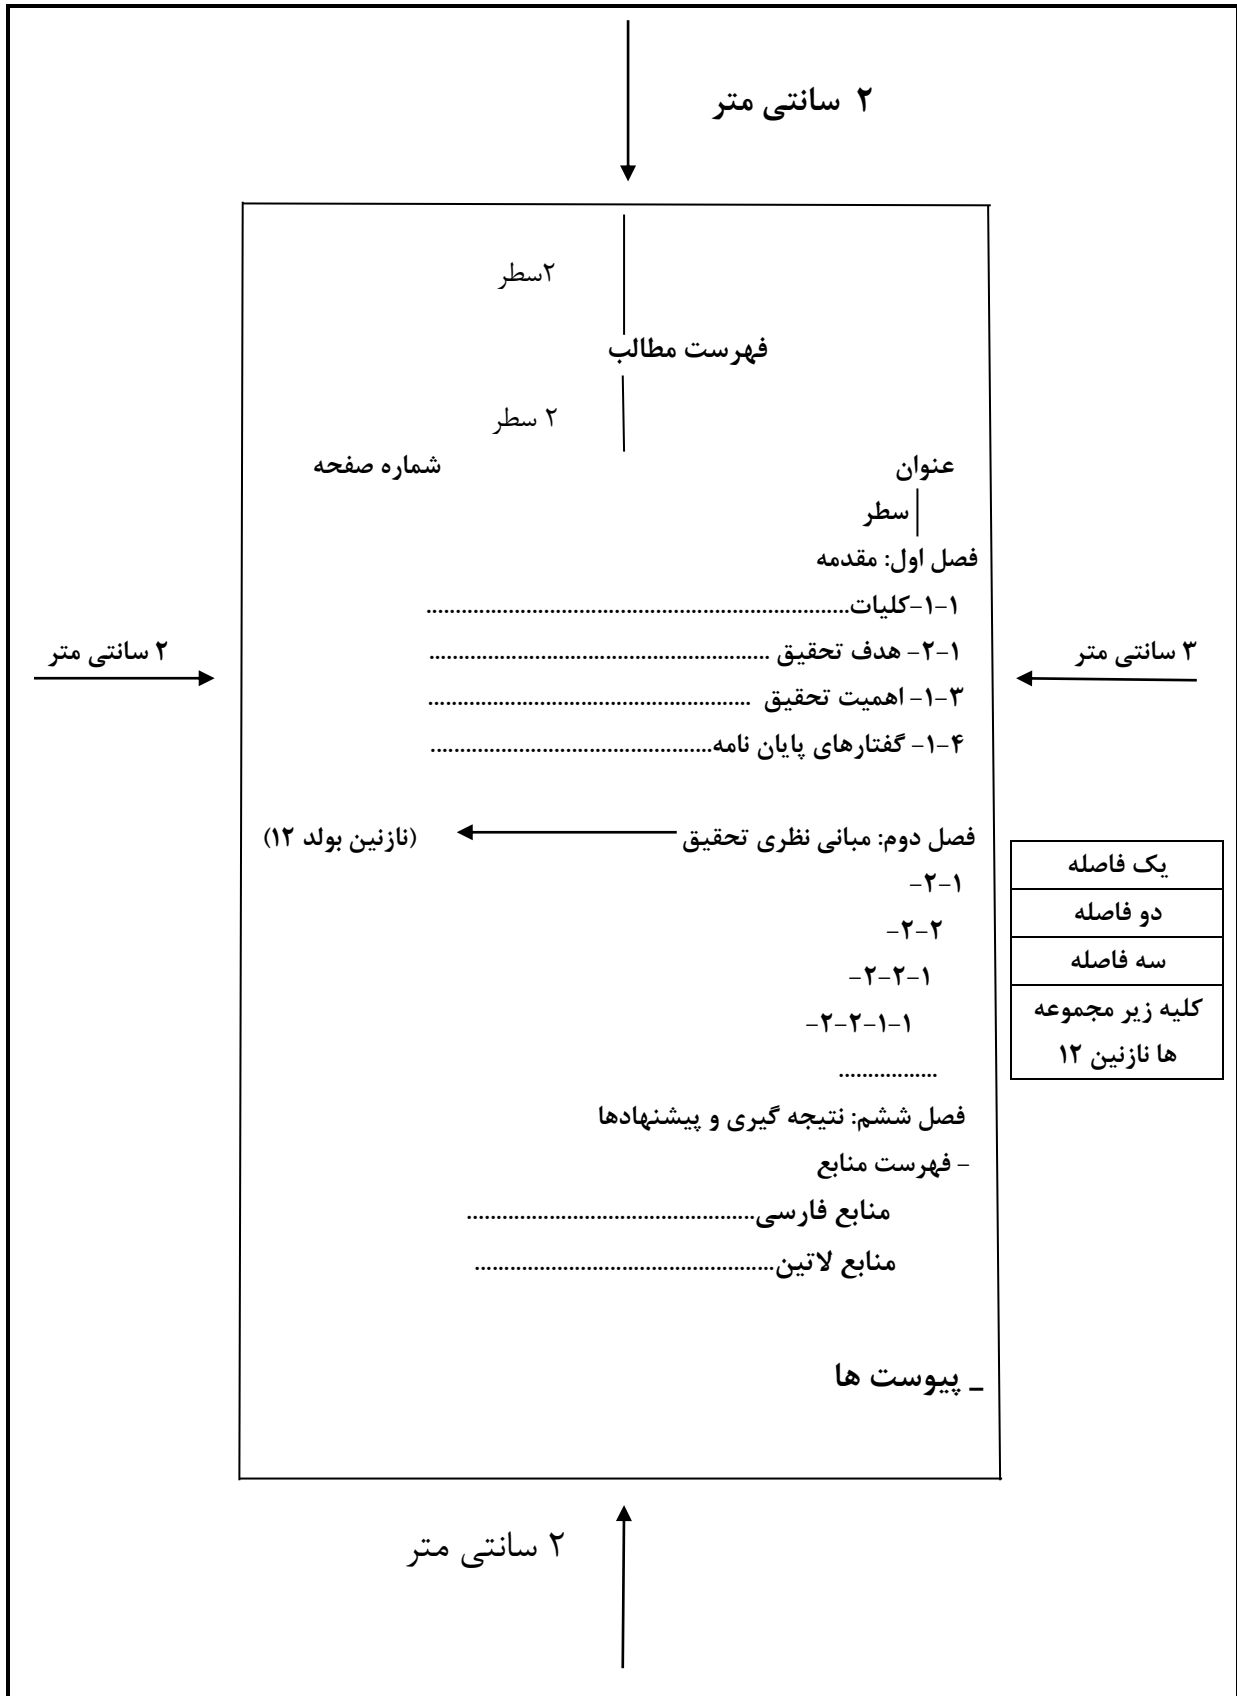 ۲ سانتی متر
۲سطر
فهرست مطالب
۲ سطر
عنوان شماره صفحه
سطر
فصل اول: مقدمه
۱-۱-کلیات........................................................................
۲-۱- هدف تحقیق ..........................................................
۱-۳- اهمیت تحقیق .......................................................
۱-۴- گفتارهای پایان نامه................................................
۳ سانتی متر
۲ سانتی متر
فصل دوم: مبانی نظری تحقیق (نازنین بولد ۱۲)
۲-۱-
۲-۲-
۲-۲-۱-
۲-۲-۱-۱-
.................
یک فاصله
دو فاصله
سه فاصله
کلیه زیر مجموعه
ها نازنین ۱۲
فصل ششم: نتیجه گیری و پیشنهادها
- فهرست منابع
منابع فارسی.................................................
منابع لاتین...................................................
_ پیوست ها
۲ سانتی متر